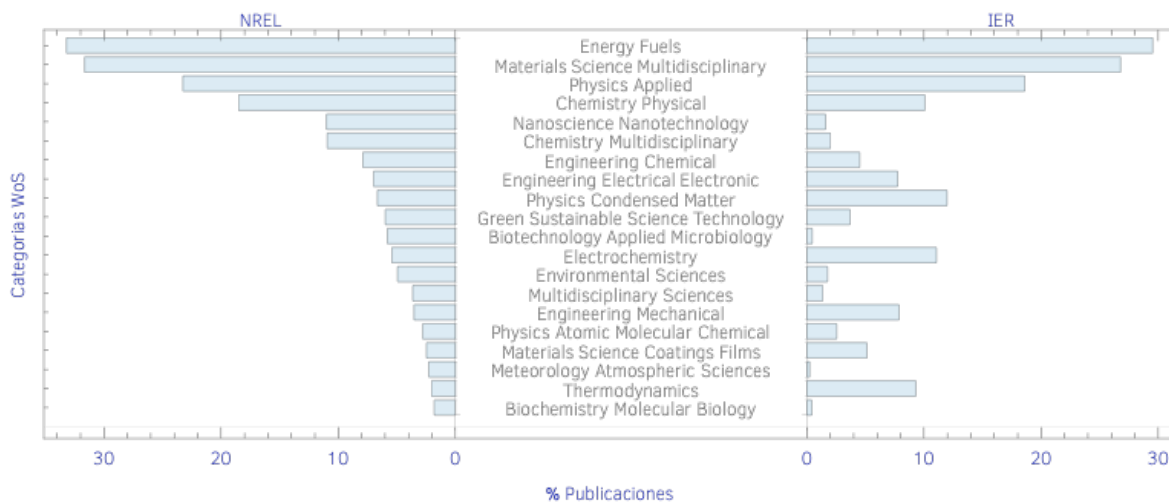 NREL
IER
Categorias WoS
Energy Fuels
Materials Science Multidisciplinary
Physics Applied
Chemistry Physical
Nanoscience Nanotechnology
Chemistry Multidisciplinary
Engineering Chemical
Engineering Electrical Electronic
Physics Condensed Matter
Green Sustainable Science Technology
Biotechnology Applied Microbiology
Electrochemistry
Environmental Sciences
Multidisciplinary Sciences
Engineering Mechanical
Physics Atomic Molecular Chemical
Materials Science Coatings Films
Meteorology Atmospheric Sciences
Thermodynamics
Biochemistry Molecular Biology
30 20 10 0 0 10 20 30
% Publicaciones